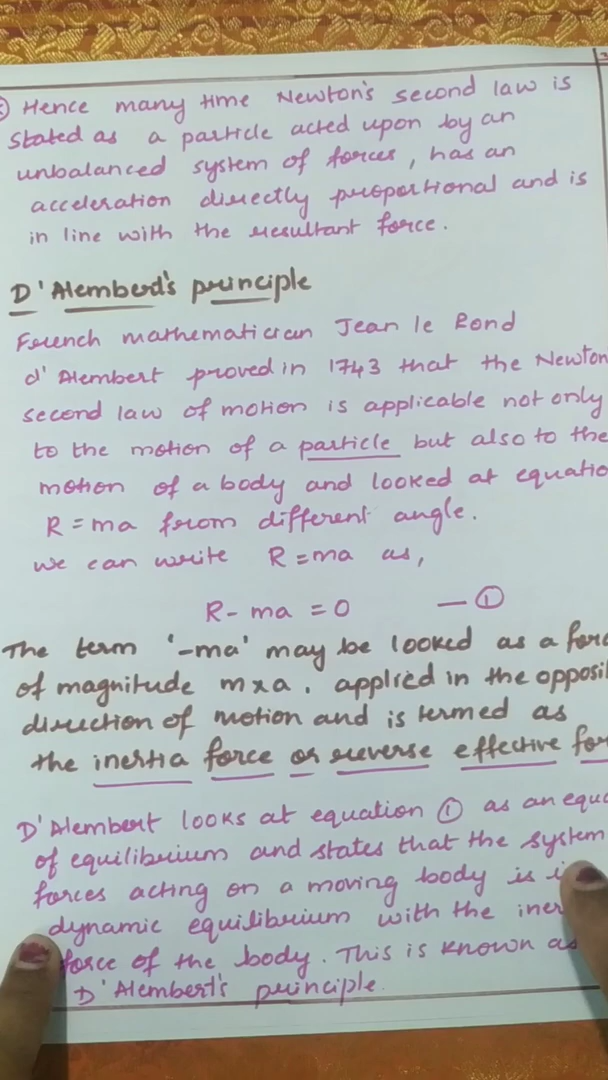 Hence many time Newton's second law is
stated as a particle acted upon by an
unbalanced system of forces, has an
acceleration directly proportional and is
in line with the resultant force.
D'Alemberd's principle
French mathematician Jean le Rond
d'Alembert proved in 1743 that the Newton
second law of motion is applicable not only
to the motion of a particle but also to the
motion of a body and looked at equatio
R = ma from different angle.
we can write R = ma as,
R - ma = 0 — ①
The term '-ma' may be looked as a forc
of magnitude m x a, applied in the opposit
direction of motion and is termed as
the inertia force or reverse effective for
D'Alembert looks at equation ① as an equa
of equilibrium and states that the system
forces acting on a moving body is i
dynamic equilibrium with the iner
force of the body. This is known as
D'Alembert's principle.